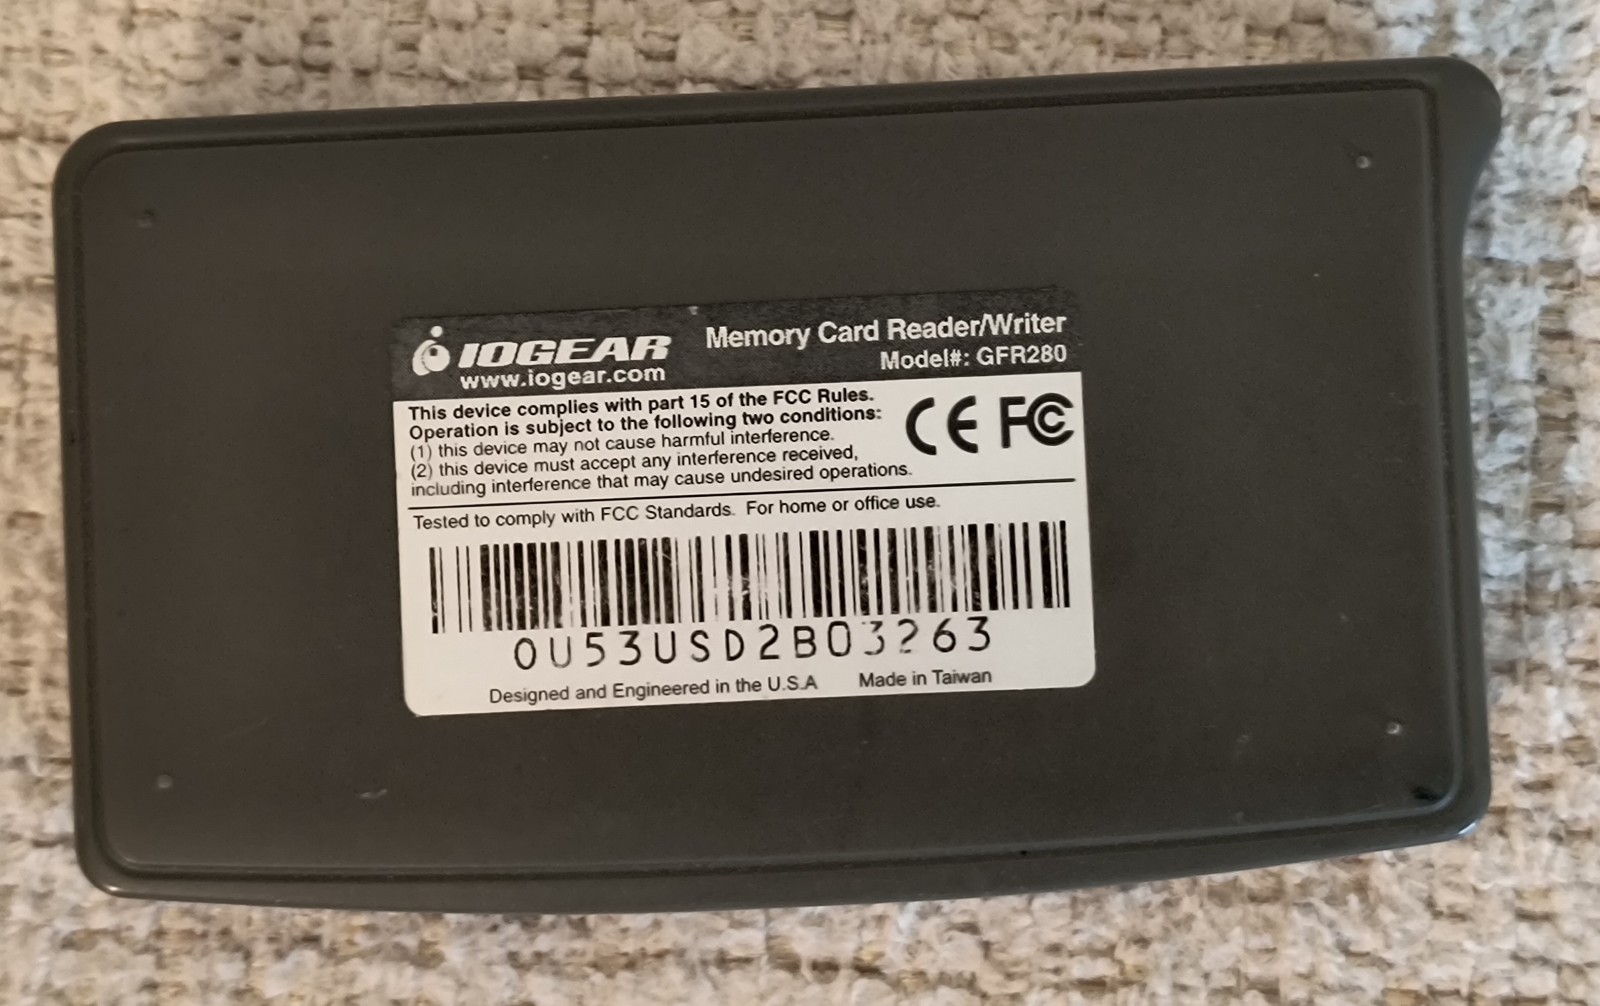 IOGEAR
www.iogear.com
Memory Card Reader/Writer
Model#: GFR280
This device complies with part 15 of the FCC Rules.
Operation is subject to the following two conditions:
(1) this device may not cause harmful interference.
(2) this device must accept any interference received,
including interference that may cause undesired operations.
CE FC
Tested to comply with FCC Standards. For home or office use.
Designed and Engineered in the U.S.A Made in Taiwan